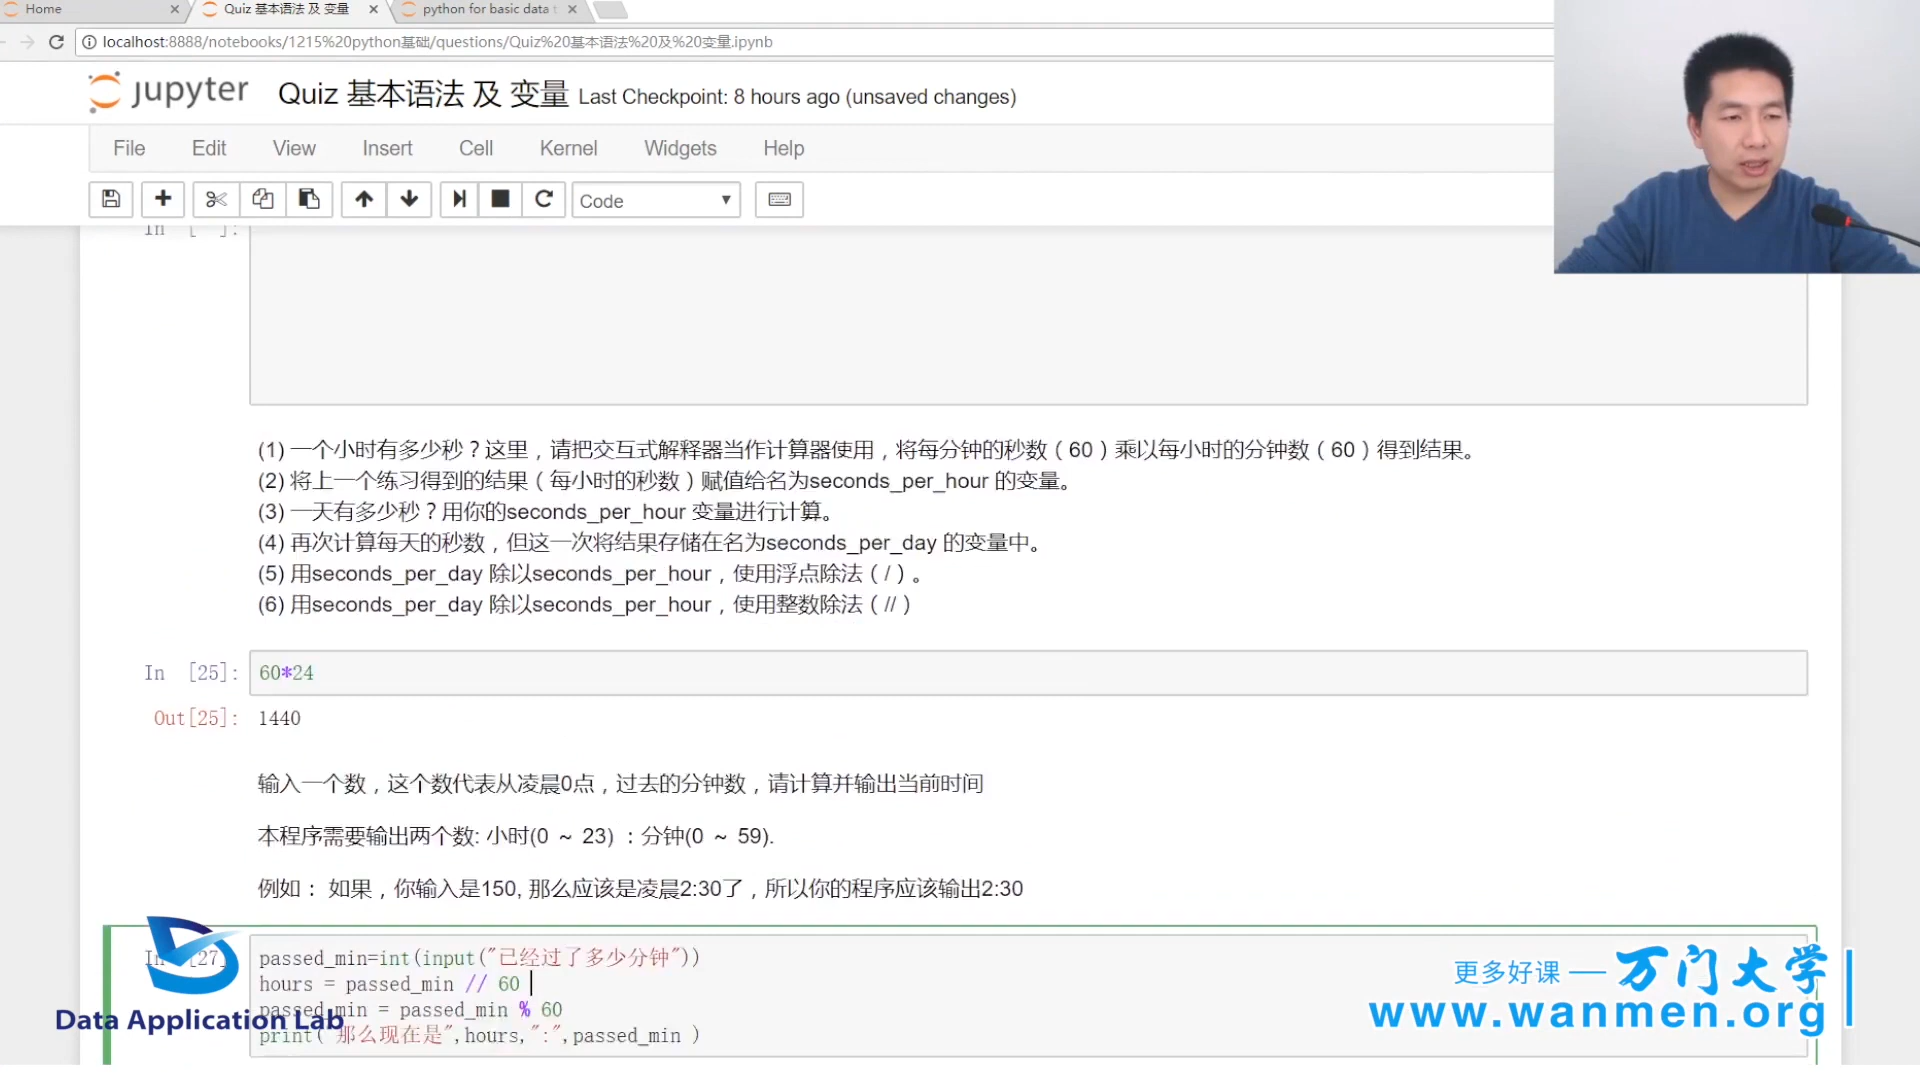 Home
Quiz 基本语法 及 变量
python for basic data t
localhost:8888/notebooks/1215%20python基础/questions/Quiz%20基本语法%20及%20变量.ipynb
jupyter
Quiz 基本语法 及 变量 Last Checkpoint: 8 hours ago (unsaved changes)
File Edit View Insert Cell Kernel Widgets Help
Code
In [ ]:
(1) 一个小时有多少秒？这里，请把交互式解释器当作计算器使用，将每分钟的秒数（60）乘以每小时的分钟数（60）得到结果。
(2) 将上一个练习得到的结果（每小时的秒数）赋值给名为seconds_per_hour 的变量。
(3) 一天有多少秒？用你的seconds_per_hour 变量进行计算。
(4) 再次计算每天的秒数，但这一次将结果存储在名为seconds_per_day 的变量中。
(5) 用seconds_per_day 除以seconds_per_hour，使用浮点除法（/）。
(6) 用seconds_per_day 除以seconds_per_hour，使用整数除法（//）
In [25]: 60*24
Out[25]: 1440
输入一个数，这个数代表从凌晨0点，过去的分钟数，请计算并输出当前时间
本程序需要输出两个数: 小时(0 ~ 23) ：分钟(0 ~ 59).
例如： 如果，你输入是150, 那么应该是凌晨2:30了，所以你的程序应该输出2:30
In [27] passed_min=int(input("已经过了多少分钟"))
hours = passed_min // 60
passed_min = passed_min % 60
print("那么现在是",hours,":",passed_min )
Data Application Lab
更多好课 — 万门大学
www.wanmen.org